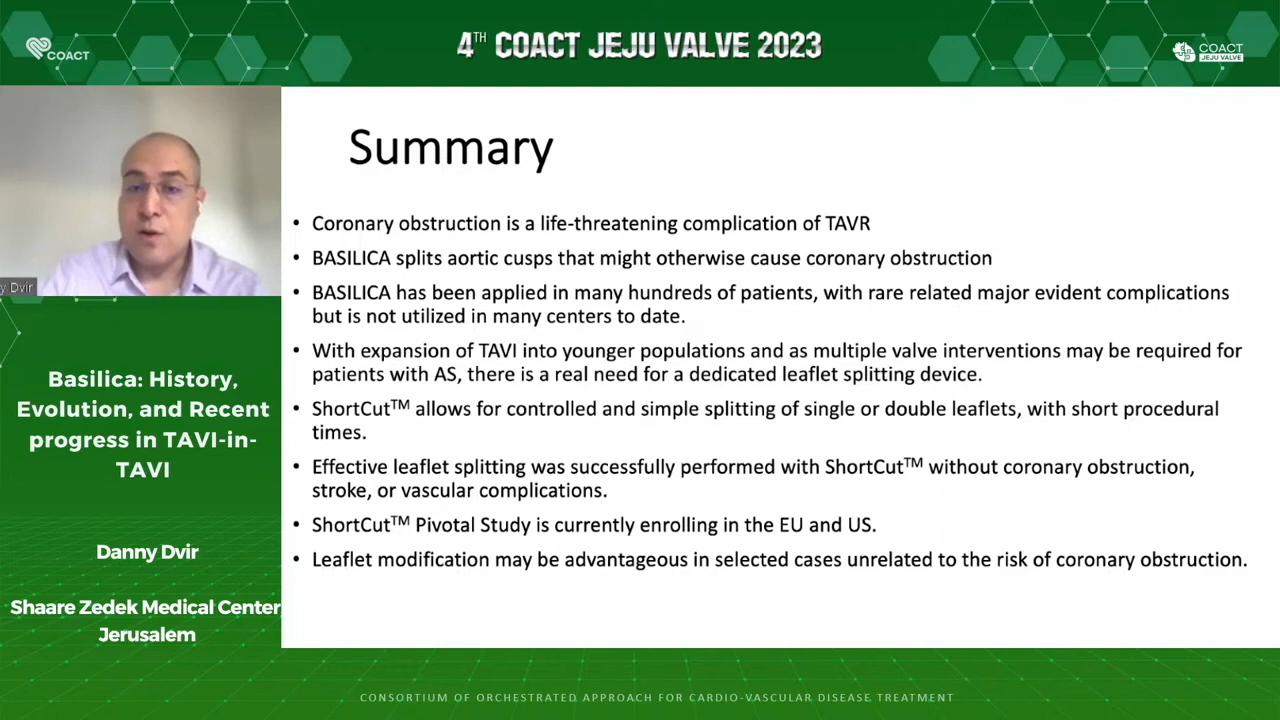 COACT
4TH COACT JEJU VALVE 2023
COACT
JEJU VALVE
y Dvir
Basilica: History,
Evolution, and Recent
progress in TAVI-in-
TAVI
Danny Dvir
Shaare Zedek Medical Center,
Jerusalem
Summary
• Coronary obstruction is a life-threatening complication of TAVR
• BASILICA splits aortic cusps that might otherwise cause coronary obstruction
• BASILICA has been applied in many hundreds of patients, with rare related major evident complications
but is not utilized in many centers to date.
• With expansion of TAVI into younger populations and as multiple valve interventions may be required for
patients with AS, there is a real need for a dedicated leaflet splitting device.
• ShortCut™ allows for controlled and simple splitting of single or double leaflets, with short procedural
times.
• Effective leaflet splitting was successfully performed with ShortCut™ without coronary obstruction,
stroke, or vascular complications.
• ShortCut™ Pivotal Study is currently enrolling in the EU and US.
• Leaflet modification may be advantageous in selected cases unrelated to the risk of coronary obstruction.
CONSORTIUM OF ORCHESTRATED APPROACH FOR CARDIO-VASCULAR DISEASE TREATMENT